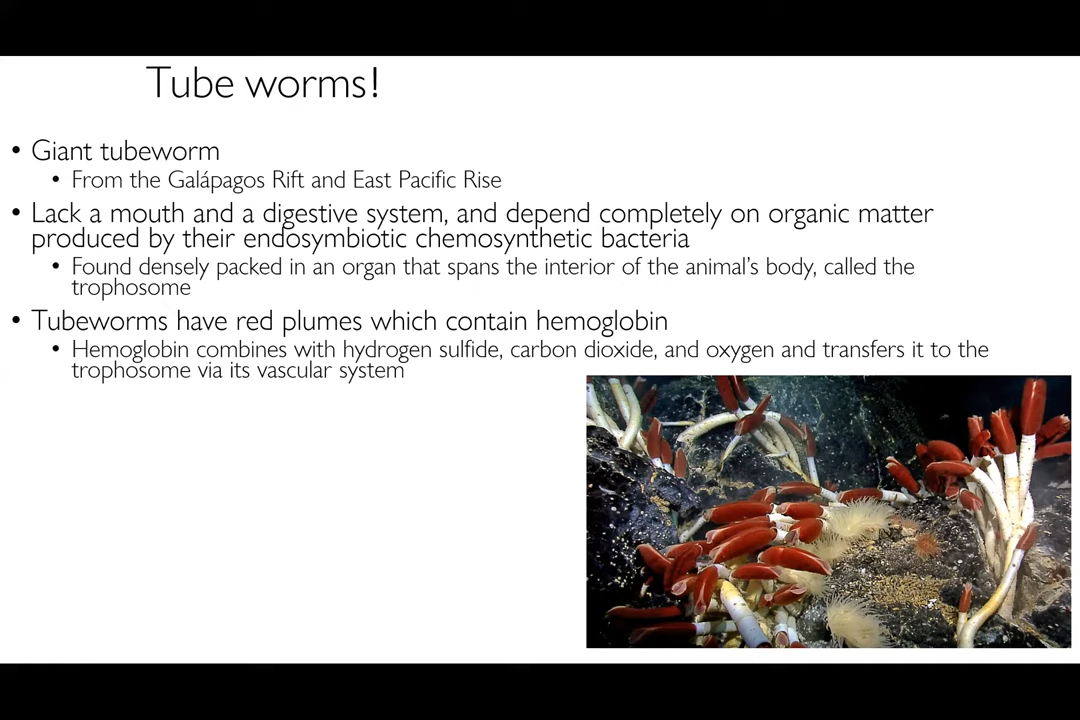 Tube worms!
• Giant tubeworm
• From the Galápagos Rift and East Pacific Rise
• Lack a mouth and a digestive system, and depend completely on organic matter
produced by their endosymbiotic chemosynthetic bacteria
• Found densely packed in an organ that spans the interior of the animal’s body, called the
trophosome
• Tubeworms have red plumes which contain hemoglobin
• Hemoglobin combines with hydrogen sulfide, carbon dioxide, and oxygen and transfers it to the
trophosome via its vascular system